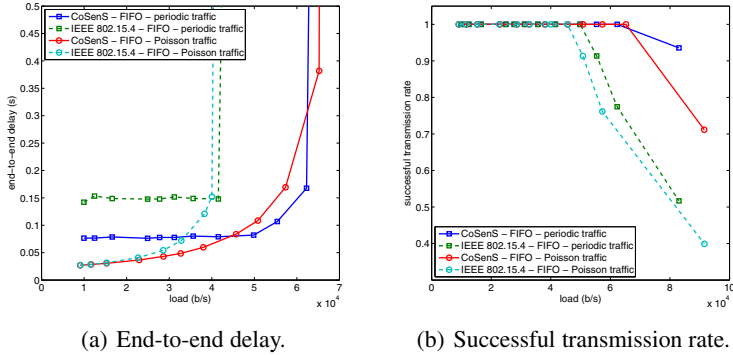 CoSenS – FIFO – periodic traffic
IEEE 802.15.4 – FIFO – periodic traffic
CoSenS – FIFO – Poisson traffic
IEEE 802.15.4 – FIFO – Poisson traffic
end-to-end delay (s)
0.5
0.45
0.4
0.35
0.3
0.25
0.2
0.15
0.1
0.05
0
0 1 2 3 4 5 6 7
x 10^4
load (b/s)
(a) End-to-end delay.
successful transmission rate
1
0.9
0.8
0.7
0.6
0.5
0.4
CoSenS – FIFO – periodic traffic
IEEE 802.15.4 – FIFO – periodic traffic
CoSenS – FIFO – Poisson traffic
IEEE 802.15.4 – FIFO – Poisson traffic
0 2 4 6 8 10
x 10^4
load (b/s)
(b) Successful transmission rate.